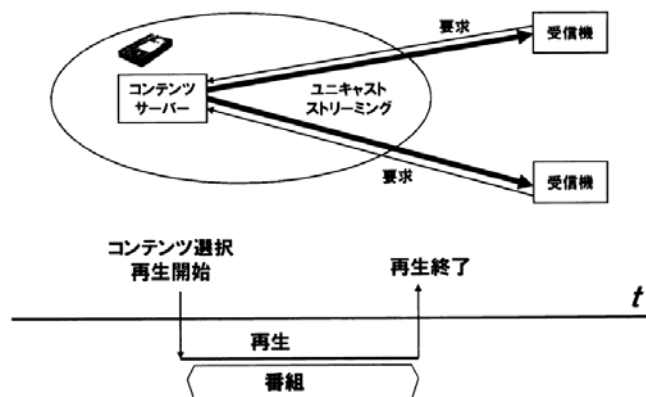 要求
受信機
コンテンツ
サーバー
ユニキャスト
ストリーミング
要求
受信機
コンテンツ選択
再生開始
再生終了
t
再生
番組